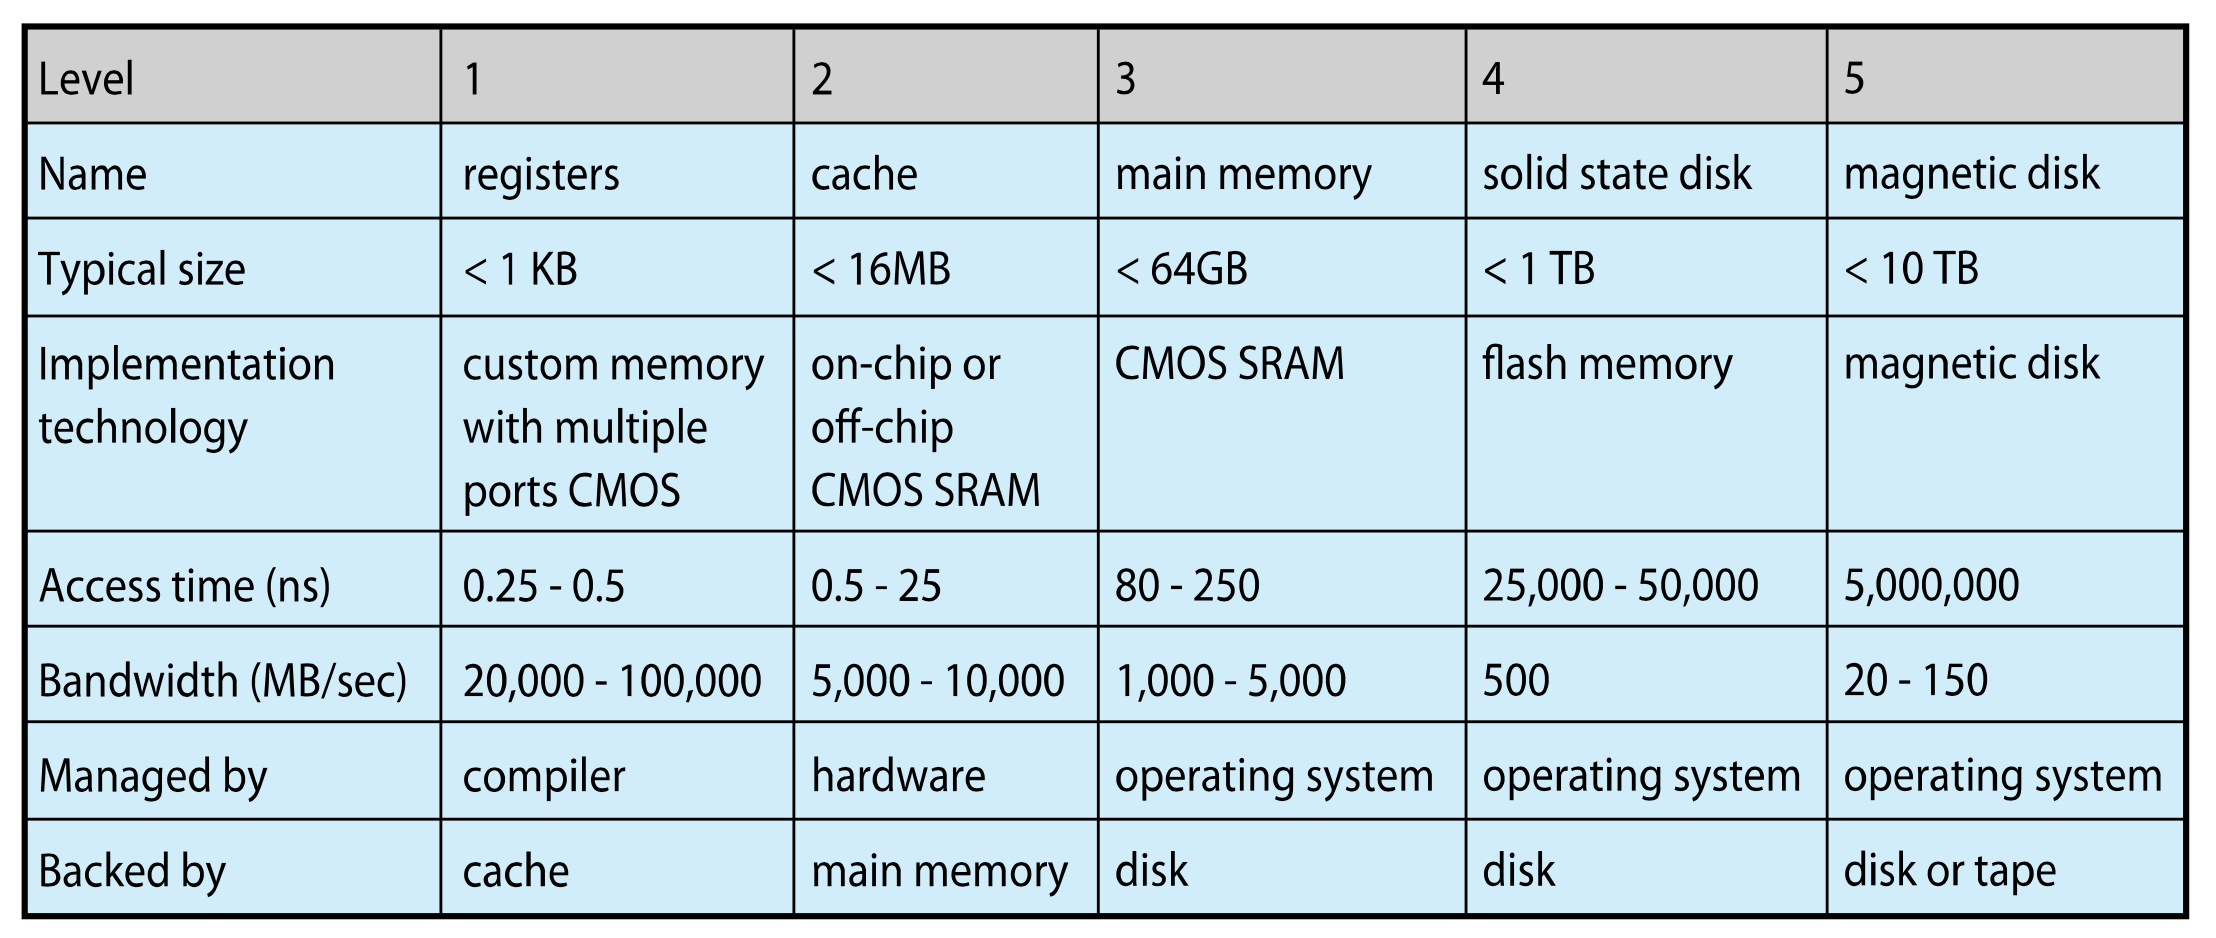 Level 1 2 3 4 5
Name registers cache main memory solid state disk magnetic disk
Typical size < 1 KB < 16MB < 64GB < 1 TB < 10 TB
Implementation custom memory on-chip or CMOS SRAM flash memory magnetic disk
technology with multiple off-chip
ports CMOS CMOS SRAM
Access time (ns) 0.25 - 0.5 0.5 - 25 80 - 250 25,000 - 50,000 5,000,000
Bandwidth (MB/sec) 20,000 - 100,000 5,000 - 10,000 1,000 - 5,000 500 20 - 150
Managed by compiler hardware operating system operating system operating system
Backed by cache main memory disk disk disk or tape